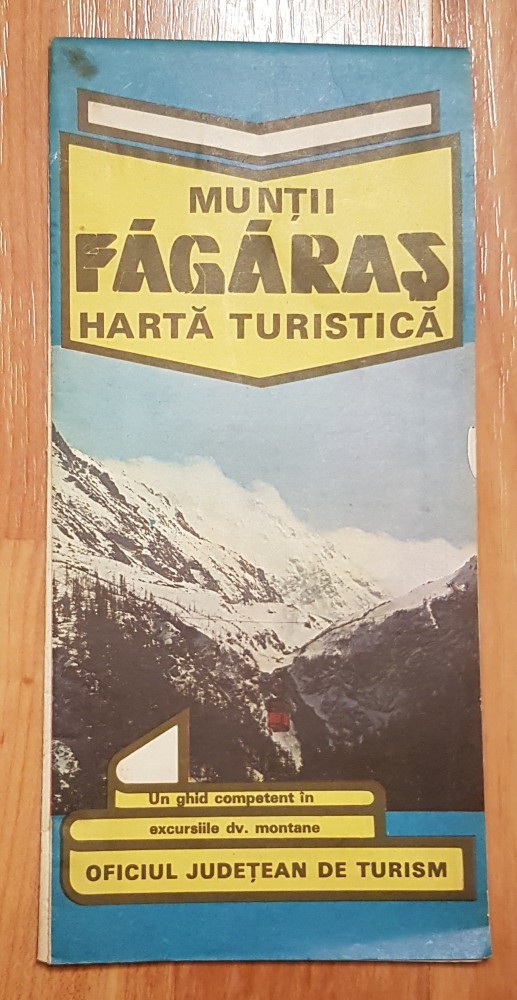 MUNȚII
FĂGĂRAȘ
HARTĂ TURISTICĂ
Un ghid competent în
excursiile dv. montane
OFICIUL JUDEȚEAN DE TURISM